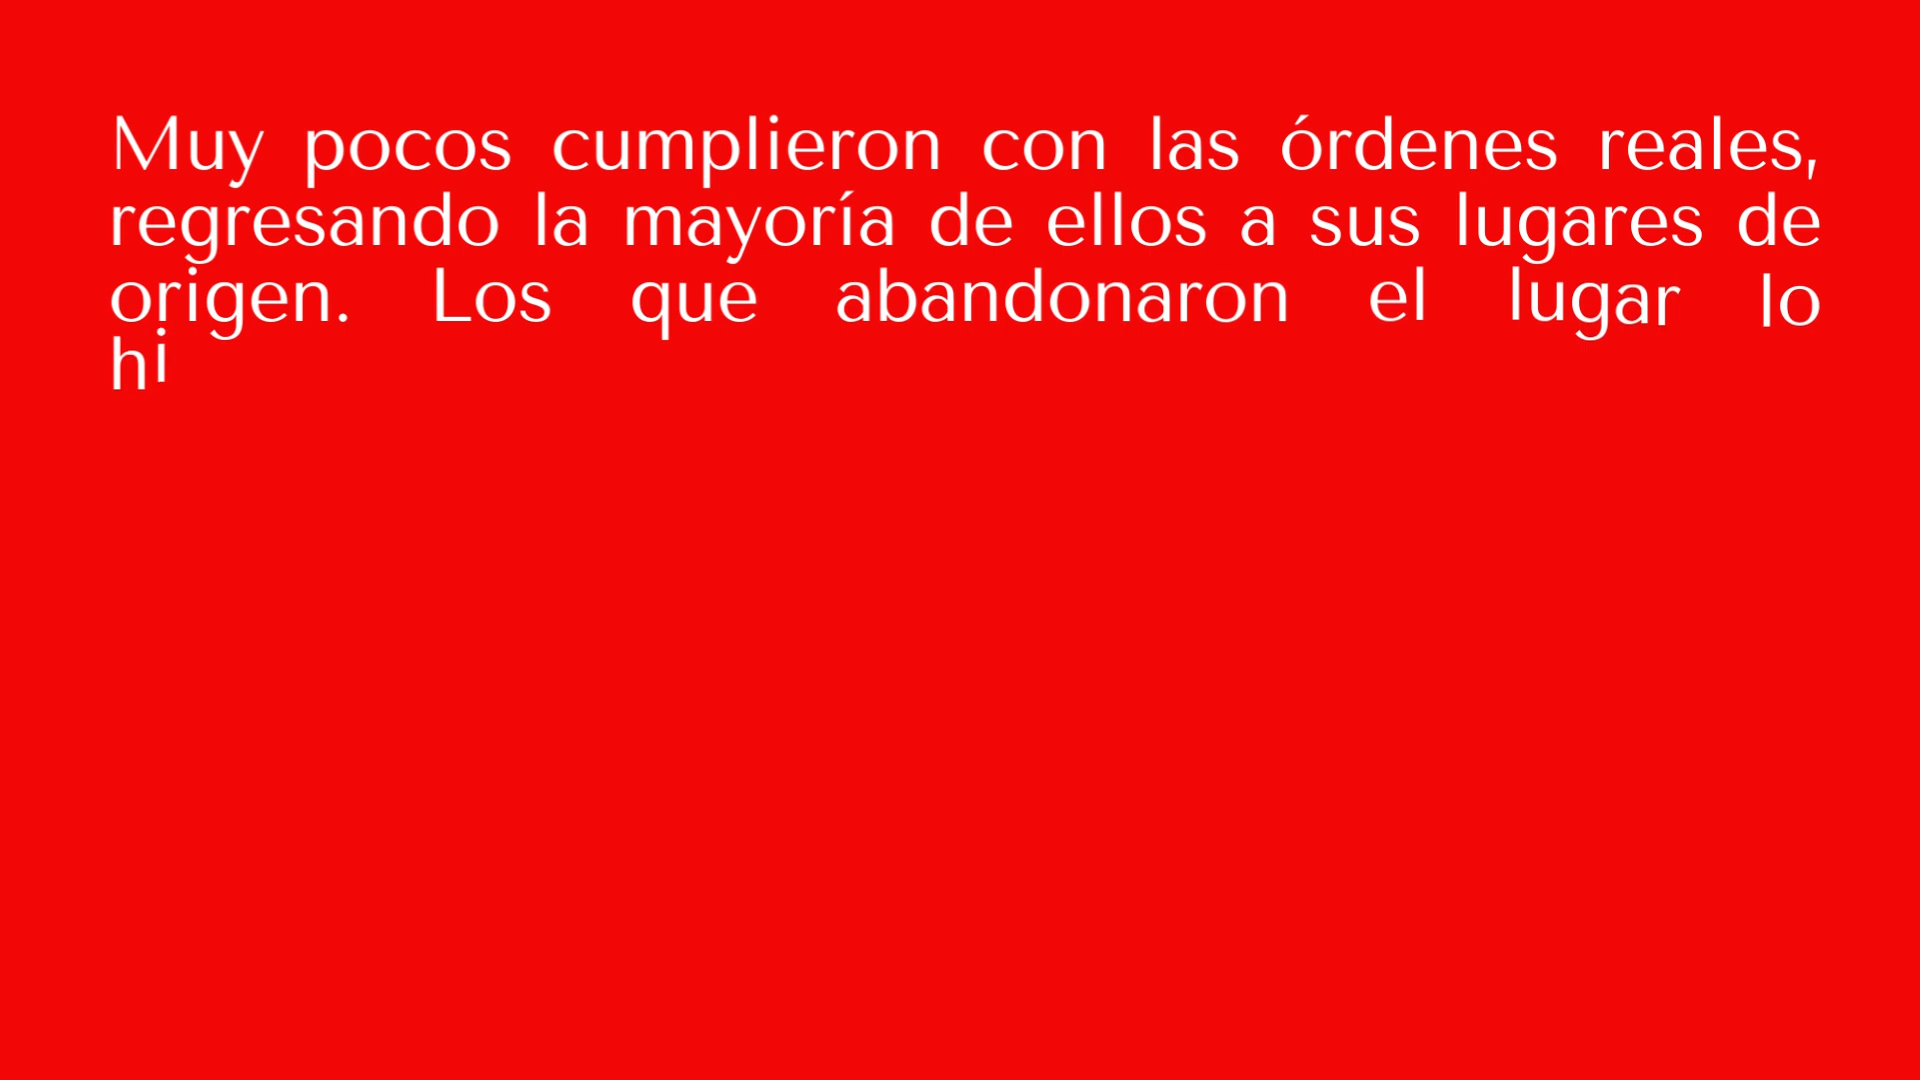 Muy pocos cumplieron con las órdenes reales,
regresando la mayoría de ellos a sus lugares de
origen. Los que abandonaron el lugar lo
hi